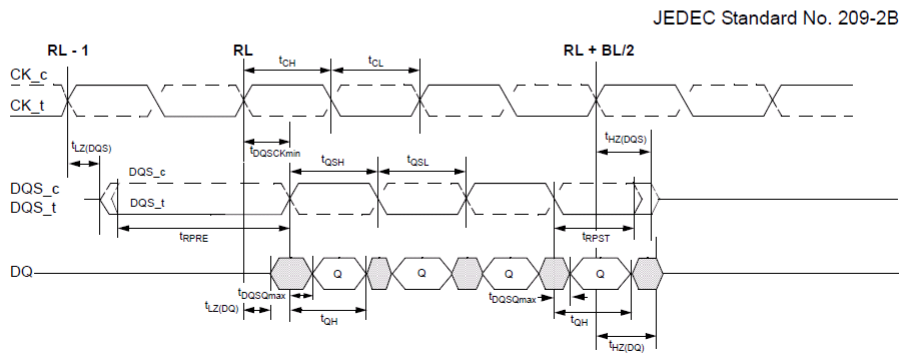 JEDEC Standard No. 209-2B
RL - 1 RL RL + BL/2
tCH tCL
CK_c
CK_t
tLZ(DQS) tDQSCKmin tHZ(DQS)
tQSH tQSL
DQS_c
DQS_c
DQS_t
DQS_t
tRPRE tRPST
DQ Q Q Q Q
tDQSQmax tDQSQmax
tLZ(DQ) tQH tQH
tHZ(DQ)